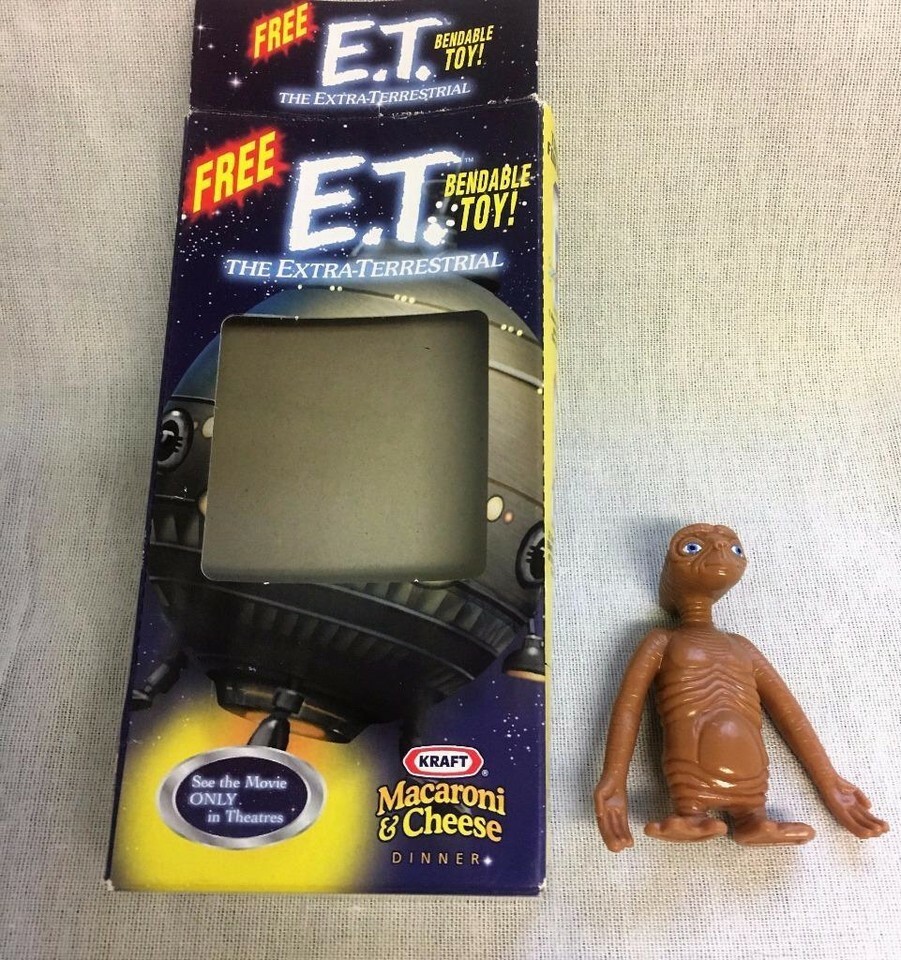 FREE
E.T.
BENDABLE
TOY!
THE EXTRA-TERRESTRIAL
FREE
E.T.™
BENDABLE
TOY!
THE EXTRA-TERRESTRIAL
See the Movie
ONLY
in Theatres
KRAFT®
Macaroni
& Cheese
DINNER